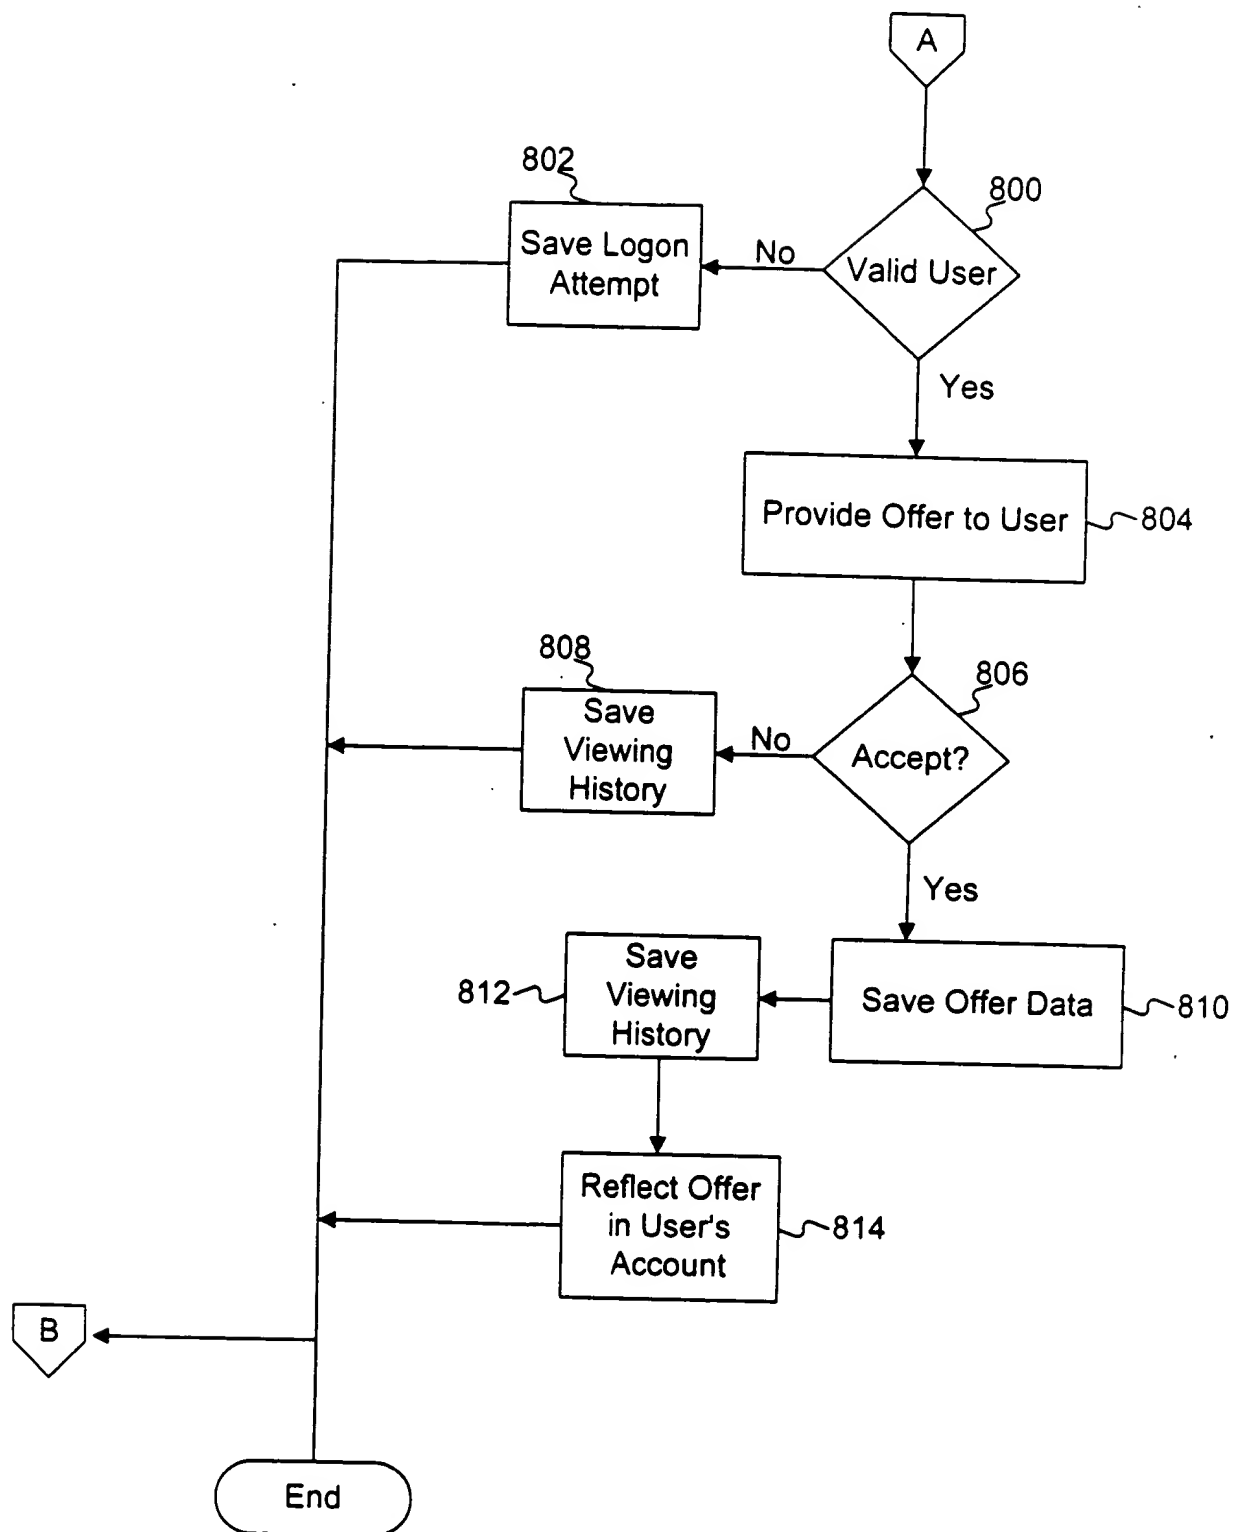 A
802
800
Save Logon
Attempt
No
Valid User
Yes
Provide Offer to User
804
808
806
Save
Viewing
History
No
Accept?
Yes
Save
Viewing
History
812
Save Offer Data
810
Reflect Offer
in User's
Account
814
B
End